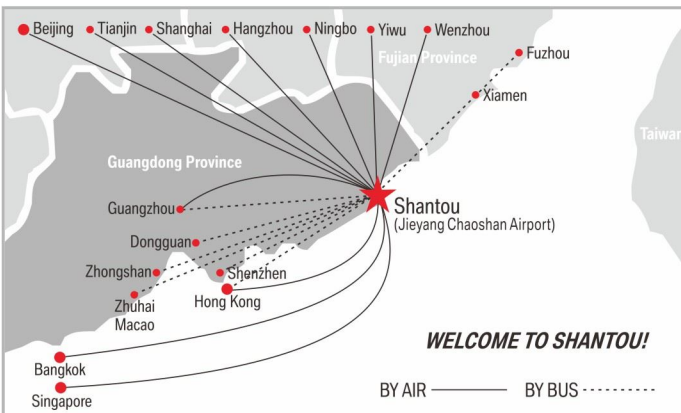 Beijing
Tianjin
Shanghai
Hangzhou
Ningbo
Yiwu
Wenzhou
Fujian Province
Fuzhou
Xiamen
Taiwan
Guangdong Province
Guangzhou
Shantou
(Jieyang Chaoshan Airport)
Dongguan
Zhongshan
Shenzhen
Hong Kong
Zhuhai
Macao
WELCOME TO SHANTOU!
Bangkok
Singapore
BY AIR
BY BUS